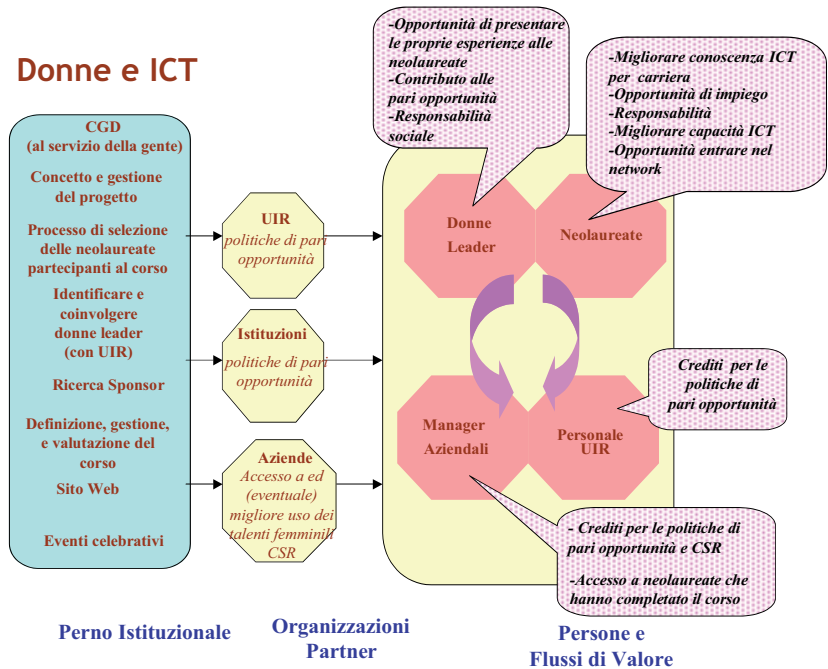 Donne e ICT
CGD
(al servizio della gente)
Concetto e gestione
del progetto
Processo di selezione
delle neolaureate
partecipanti al corso
Identificare e
coinvolgere
donne leader
(con UIR)
Ricerca Sponsor
Definizione, gestione,
e valutazione del
corso
Sito Web
Eventi celebrativi
UIR
politiche di pari
opportunità
Istituzioni
politiche di pari
opportunità
Aziende
Accesso a ed
(eventuale)
migliore uso dei
talenti femminili
CSR
-Opportunità di presentare
le proprie esperienze alle
neolaureate
-Contributo alle
pari opportunità
-Responsabilità
sociale
-Migliorare conoscenza ICT
per carriera
-Opportunità di impiego
-Responsabilità
-Migliorare capacità ICT
-Opportunità entrare nel
network
Donne
Leader
Neolaureate
Manager
Aziendali
Personale
UIR
Crediti per le
politiche di
pari opportunità
- Crediti per le politiche di
pari opportunità e CSR
-Accesso a neolaureate che
hanno completato il corso
Perno Istituzionale
Organizzazioni
Partner
Persone e
Flussi di Valore